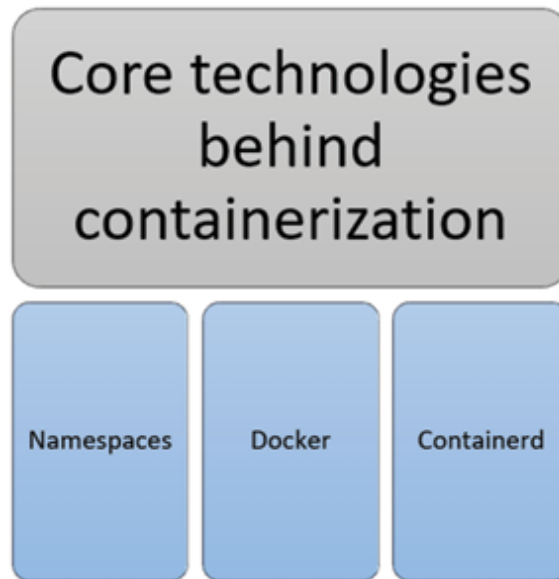 Core technologies
behind
containerization
Namespaces
Docker
Containerd